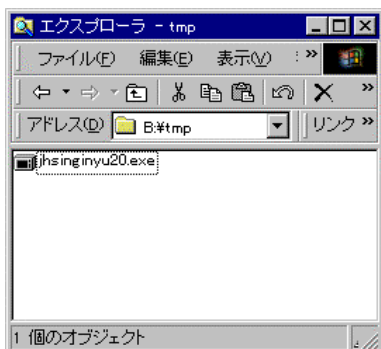 エクスプローラ - tmp
ファイル(F) 編集(E) 表示(V) »
»
アドレス(D) B:¥tmp リンク »
jhsinginyu20.exe
1 個のオブジェクト